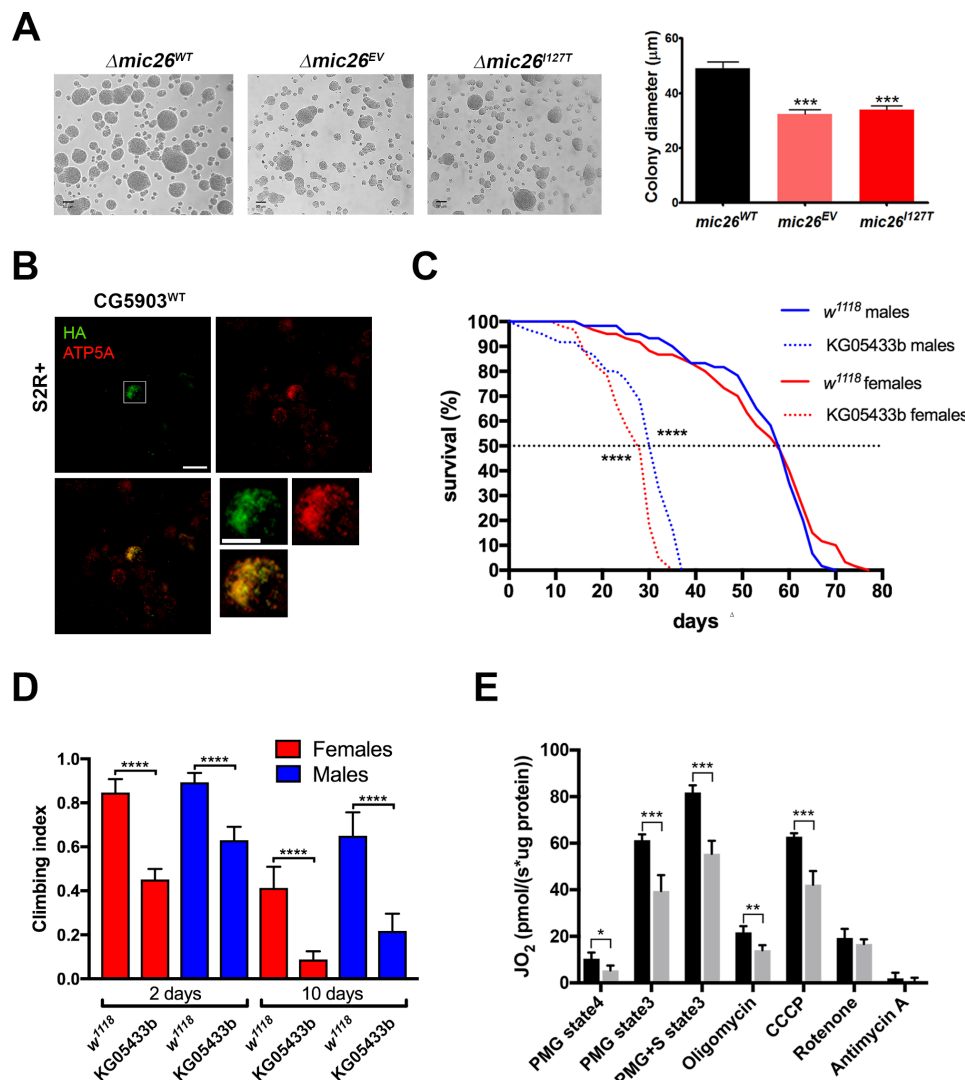 A
Δmic26WT
Δmic26EV
Δmic26I127T
Colony diameter (μm)
60
40
20
0
***
***
mic26WT
mic26EV
mic26I127T
B
CG5903WT
S2R+
HA
ATP5A
C
survival (%)
100
90
80
70
60
50
40
30
20
10
0
****
****
0 10 20 30 40 50 60 70 80
days Δ
w1118 males
KG05433b males
w1118 females
KG05433b females
D
Females
Males
Climbing index
1.0
0.8
0.6
0.4
0.2
0.0
****
****
****
****
2 days
10 days
w1118
KG05433b
w1118
KG05433b
w1118
KG05433b
w1118
KG05433b
E
JO2 (pmol/(s*ug protein))
100
80
60
40
20
0
*
***
***
**
***
PMG state4
PMG state3
PMG+S state3
Oligomycin
CCCP
Rotenone
Antimycin A